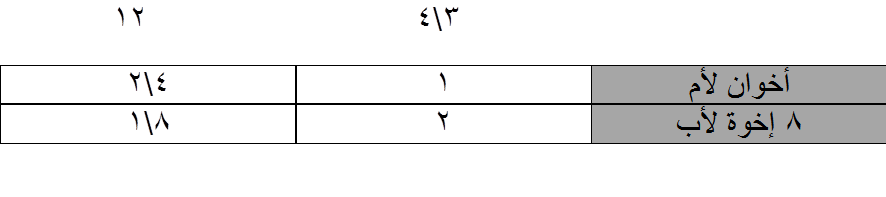 ٣\٤ ١٢
أخوان لأم ١ ٤\٢
٨ إخوة لأب ٢ ٨\١